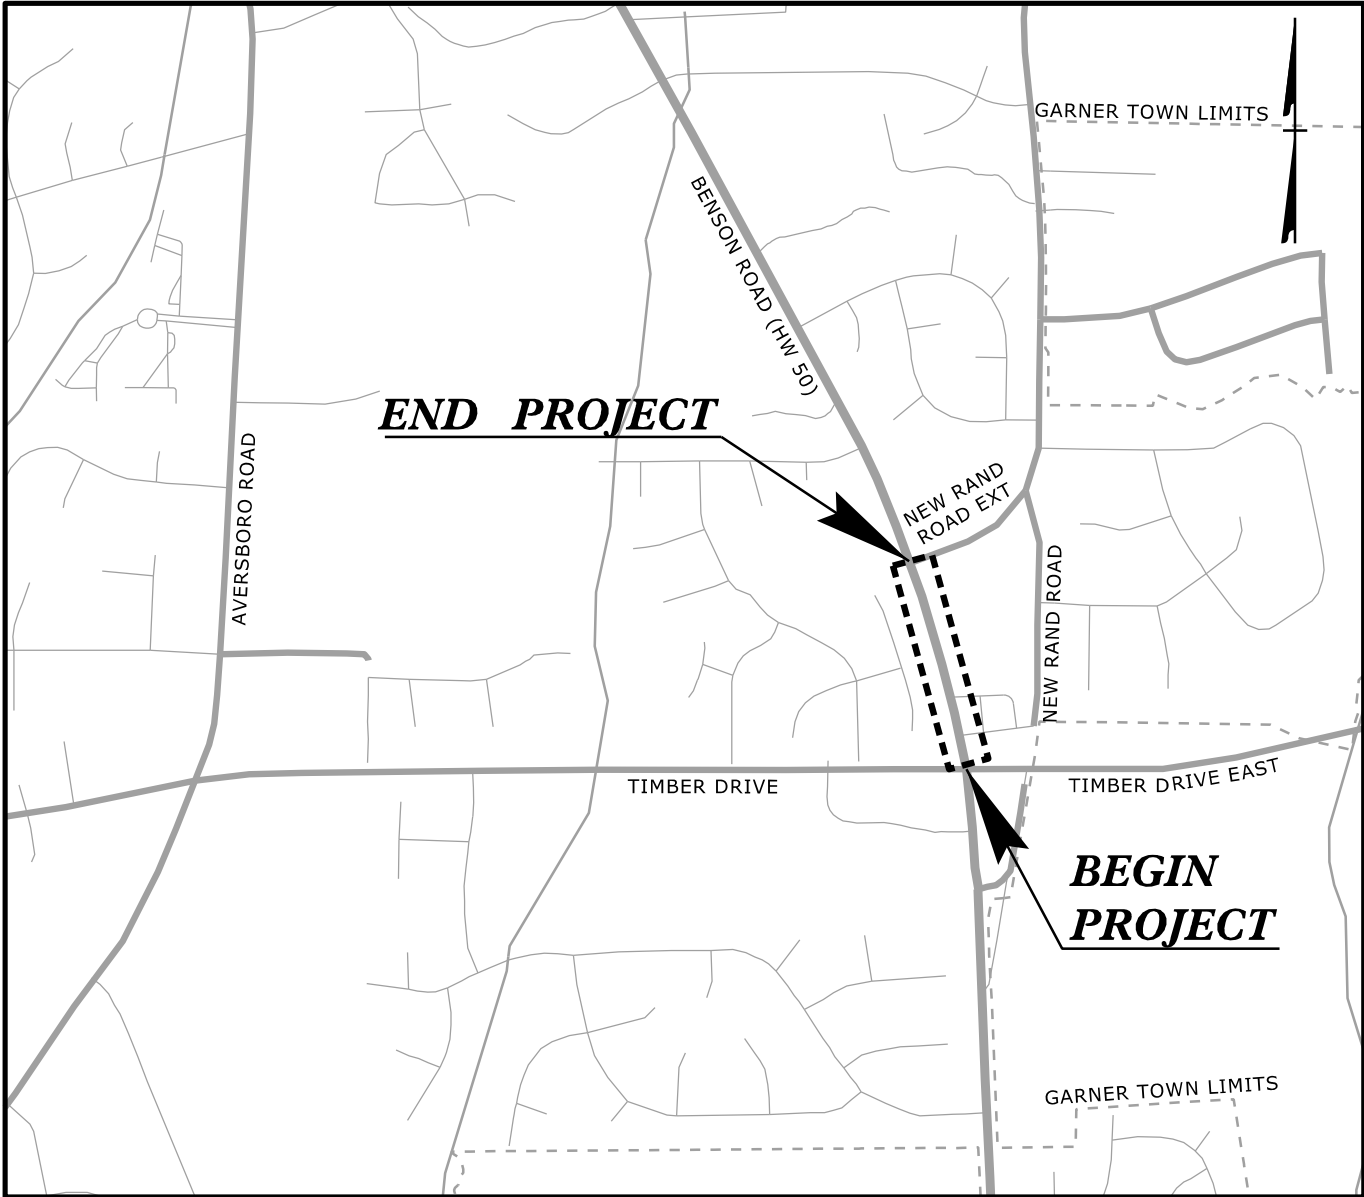 GARNER TOWN LIMITS
BENSON ROAD (HW 50)
END PROJECT
NEW RAND
ROAD EXT
AVERSBORO ROAD
NEW RAND ROAD
TIMBER DRIVE
TIMBER DRIVE EAST
BEGIN
PROJECT
GARNER TOWN LIMITS